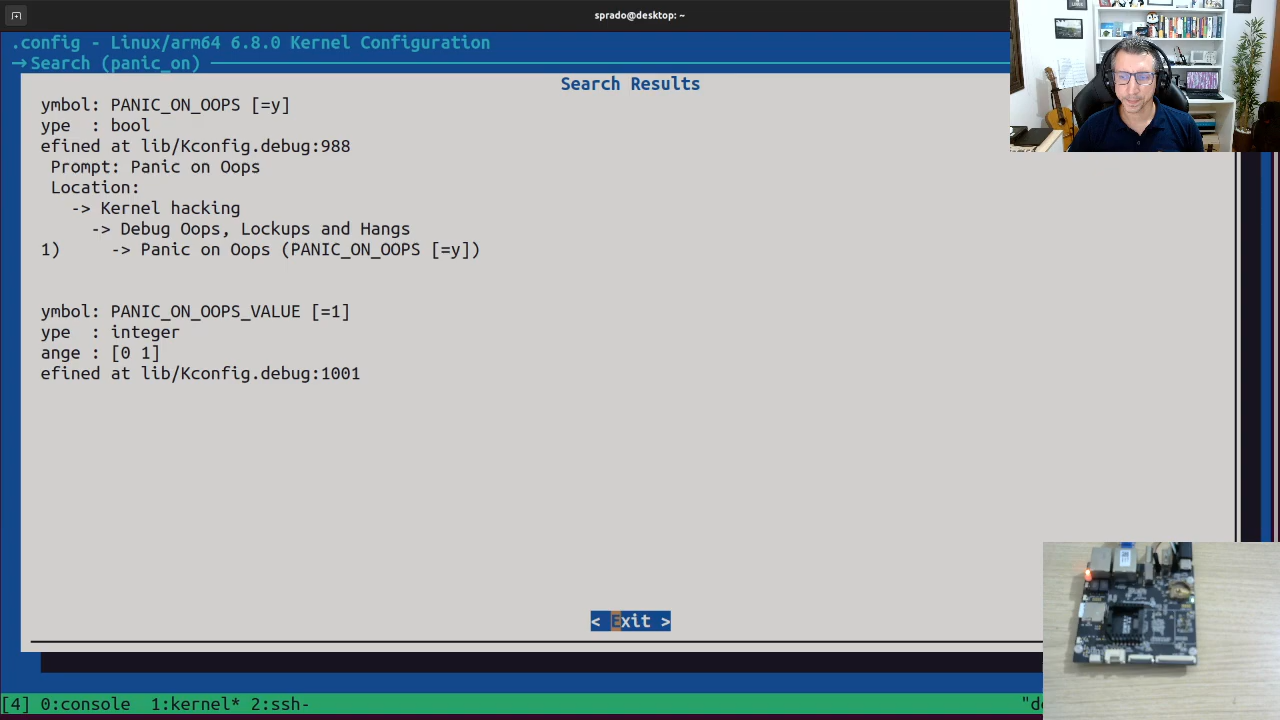 sprado@desktop: ~
.config - Linux/arm64 6.8.0 Kernel Configuration
→Search (panic_on)
Search Results
ymbol: PANIC_ON_OOPS [=y]
ype  : bool
efined at lib/Kconfig.debug:988
Prompt: Panic on Oops
Location:
-> Kernel hacking
-> Debug Oops, Lockups and Hangs
1)     -> Panic on Oops (PANIC_ON_OOPS [=y])
ymbol: PANIC_ON_OOPS_VALUE [=1]
ype  : integer
ange : [0 1]
efined at lib/Kconfig.debug:1001
< Exit >
[4] 0:console  1:kernel* 2:ssh-